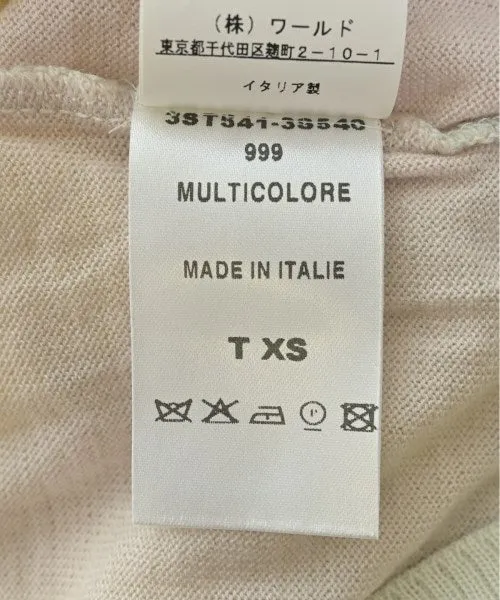 (株) ワールド
東京都千代田区麹町2-10-1
イタリア製
3ST541-3S540
999
MULTICOLORE
MADE IN ITALIE
T XS
P